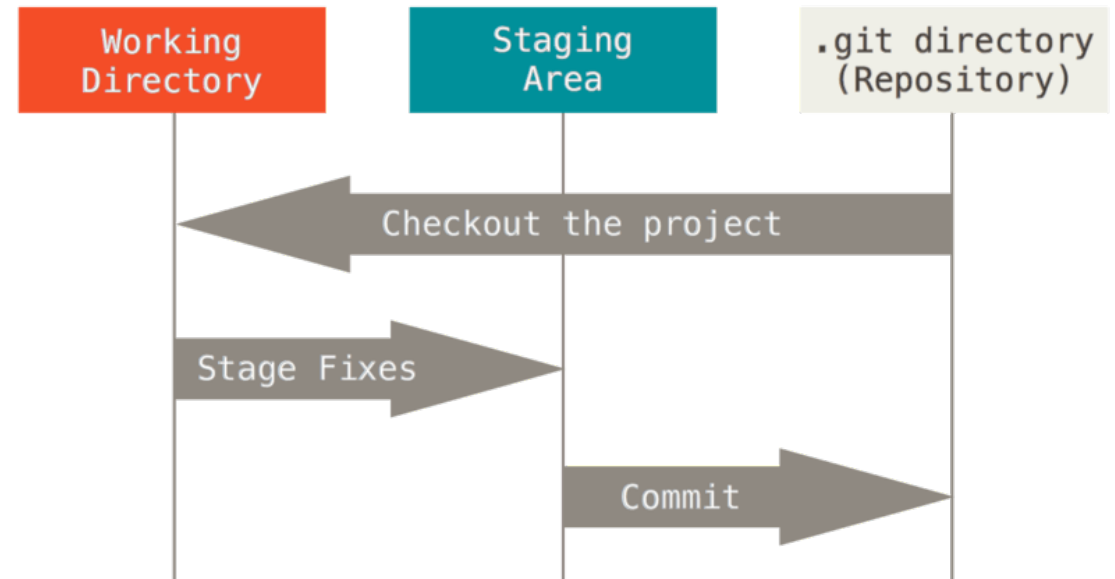 Working
Directory
Staging
Area
.git directory
(Repository)
Checkout the project
Stage Fixes
Commit